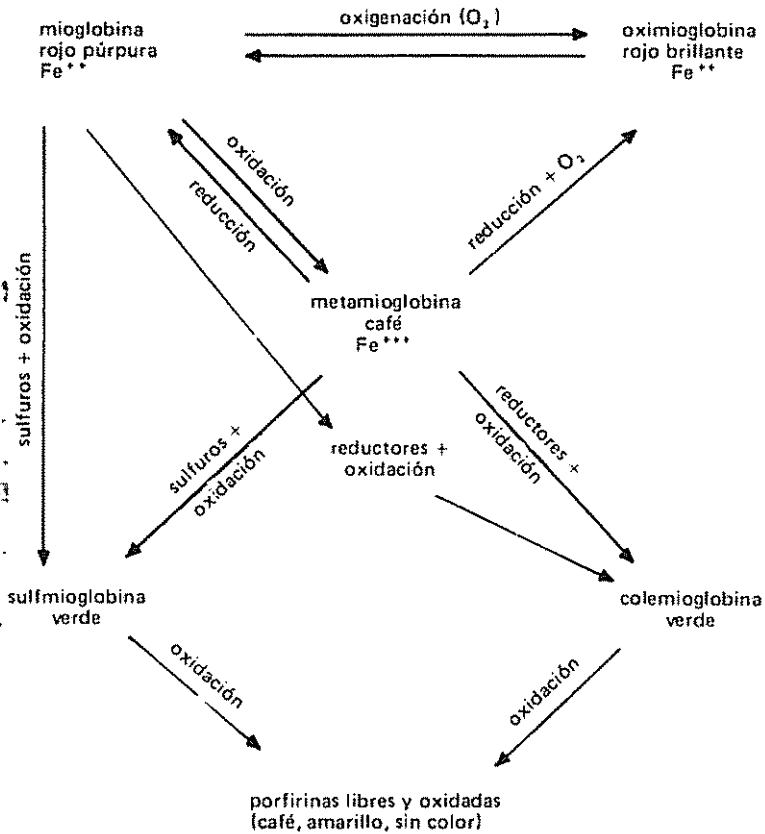 oxigenación (O₂)
mioglobina
rojo púrpura
Fe⁺⁺
oximioglobina
rojo brillante
Fe⁺⁺
oxidación
reducción
reducción + O₂
sulfuros + oxidación
metamioglobina
café
Fe⁺⁺⁺
sulfuros +
oxidación
reductores +
oxidación
reductores +
oxidación
sulfmioglobina
verde
colemioglobina
verde
oxidación
oxidación
porfirinas libres y oxidadas
(café, amarillo, sin color)